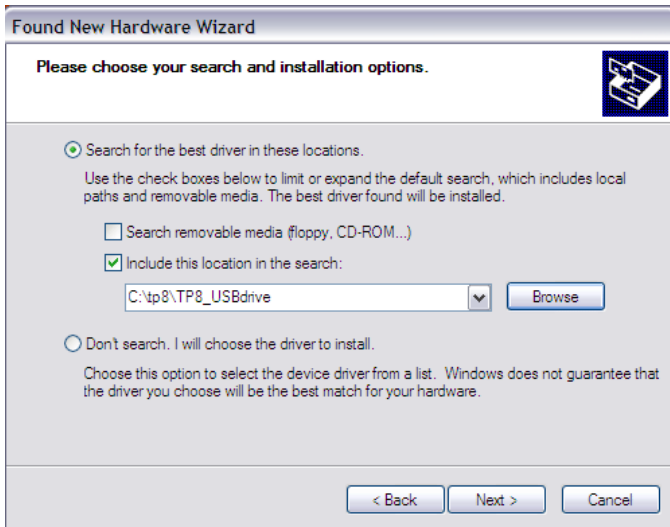 Found New Hardware Wizard
Please choose your search and installation options.
Search for the best driver in these locations.
Use the check boxes below to limit or expand the default search, which includes local
paths and removable media. The best driver found will be installed.
Search removable media (floppy, CD-ROM...)
Include this location in the search:
C:\tp8\TP8_USBdrive
Browse
Don't search. I will choose the driver to install.
Choose this option to select the device driver from a list. Windows does not guarantee that
the driver you choose will be the best match for your hardware.
< Back Next > Cancel